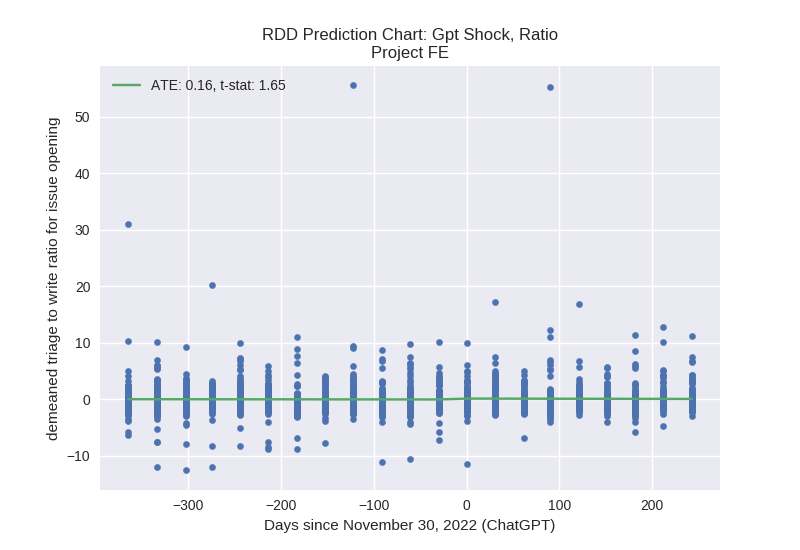 RDD Prediction Chart: Gpt Shock, Ratio
Project FE
ATE: 0.16, t-stat: 1.65
demeaned triage to write ratio for issue opening
50
40
30
20
10
0
−10
−300
−200
−100
0
100
200
Days since November 30, 2022 (ChatGPT)